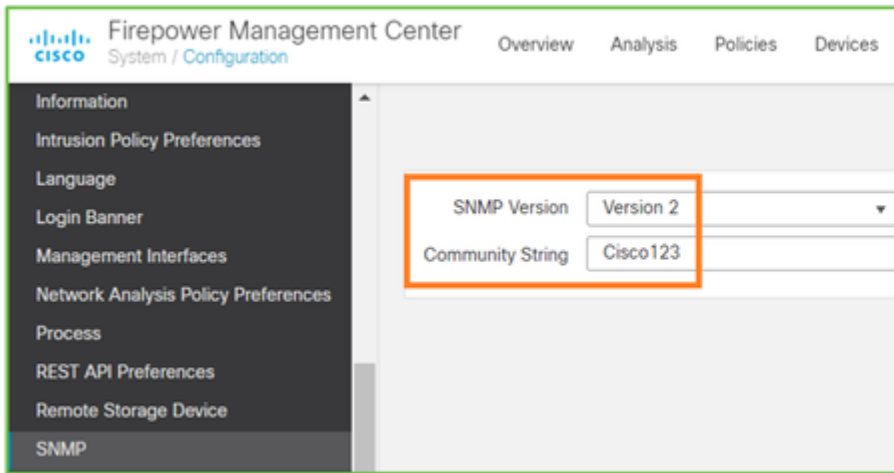 CISCO
Firepower Management Center
System / Configuration
Overview Analysis Policies Devices
Information
Intrusion Policy Preferences
Language
Login Banner
Management Interfaces
Network Analysis Policy Preferences
Process
REST API Preferences
Remote Storage Device
SNMP
SNMP Version Version 2
Community String Cisco123